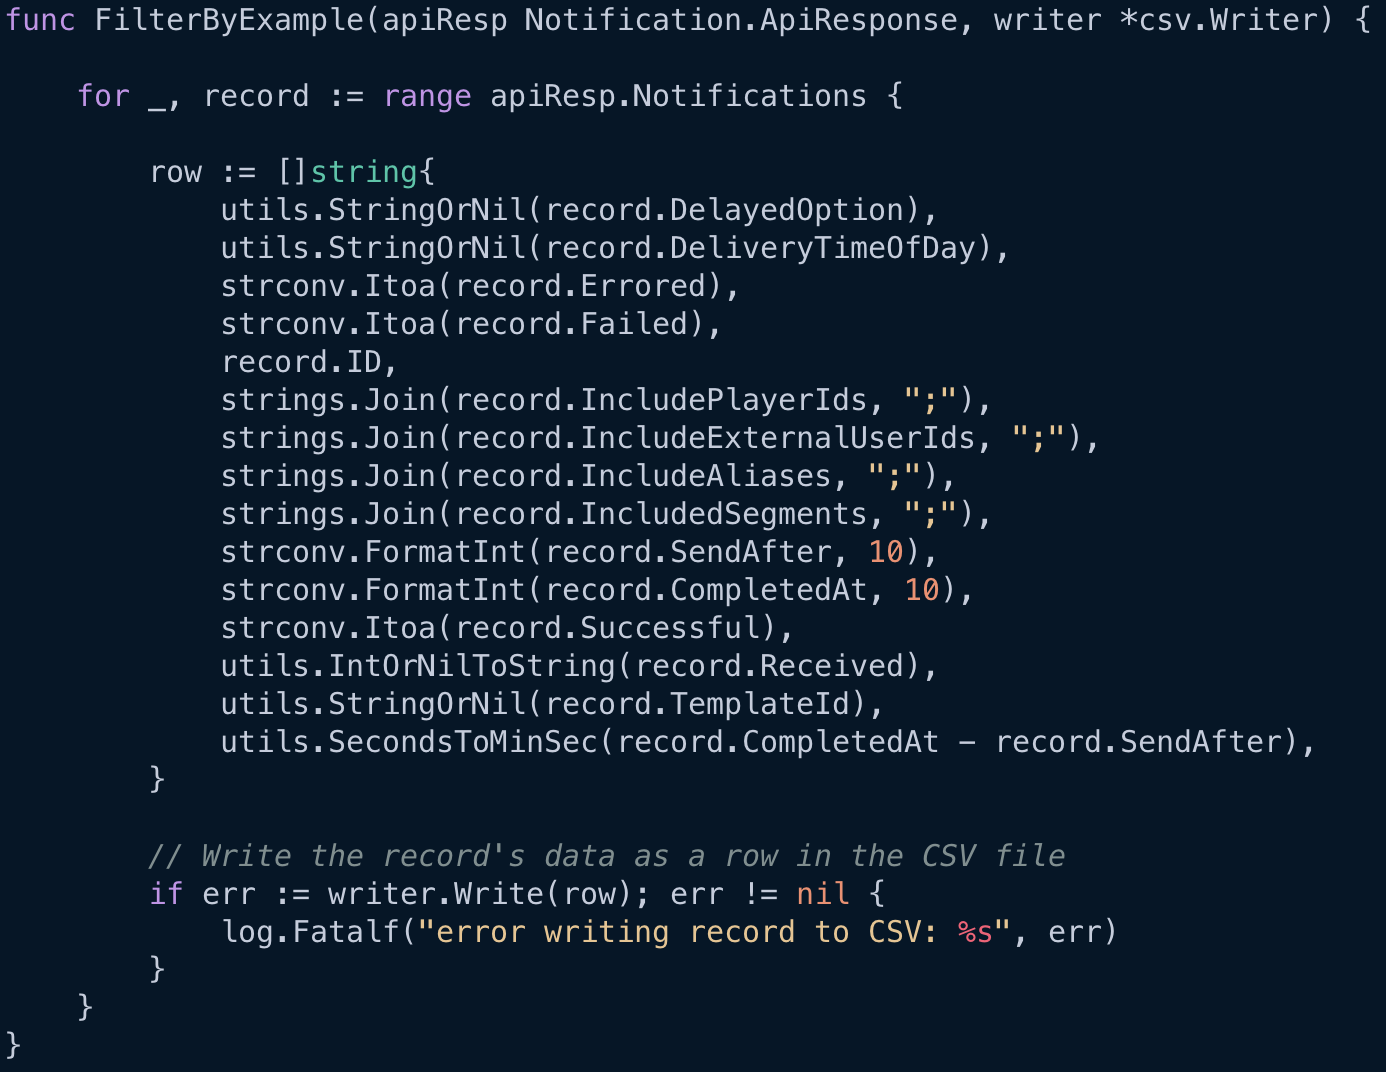 func FilterByExample(apiResp Notification.ApiResponse, writer *csv.Writer) {
for _, record := range apiResp.Notifications {
row := []string{
utils.StringOrNil(record.DelayedOption),
utils.StringOrNil(record.DeliveryTimeOfDay),
strconv.Itoa(record.Errored),
strconv.Itoa(record.Failed),
record.ID,
strings.Join(record.IncludePlayerIds, ";"),
strings.Join(record.IncludeExternalUserIds, ";"),
strings.Join(record.IncludeAliases, ";"),
strings.Join(record.IncludedSegments, ";"),
strconv.FormatInt(record.SendAfter, 10),
strconv.FormatInt(record.CompletedAt, 10),
strconv.Itoa(record.Successful),
utils.IntOrNilToString(record.Received),
utils.StringOrNil(record.TemplateId),
utils.SecondsToMinSec(record.CompletedAt - record.SendAfter),
}
// Write the record's data as a row in the CSV file
if err := writer.Write(row); err != nil {
log.Fatalf("error writing record to CSV: %s", err)
}
}
}